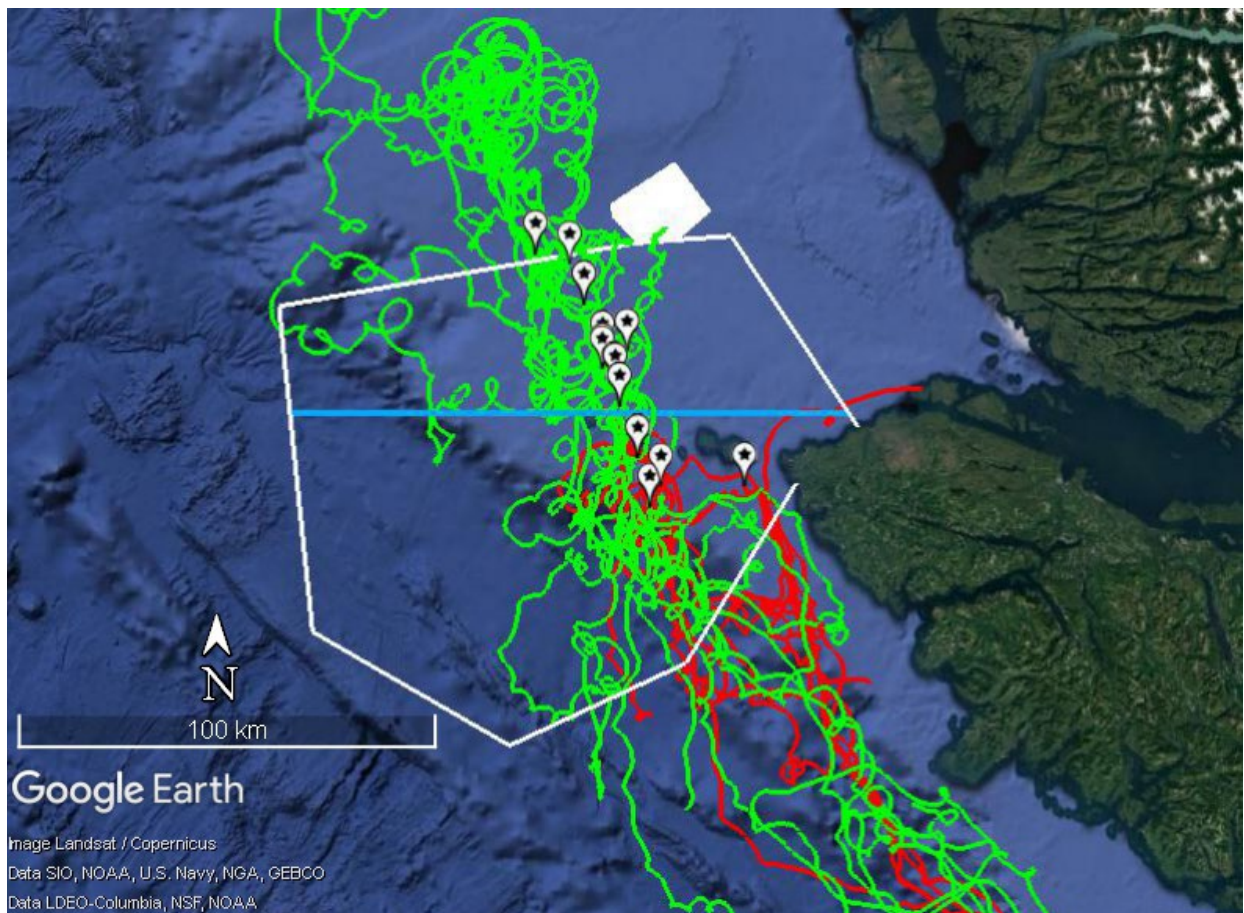 N
100 km
Google Earth
Image Landsat / Copernicus
Data SIO, NOAA, U.S. Navy, NGA, GEBCO
Data LDEO-Columbia, NSF, NOAA